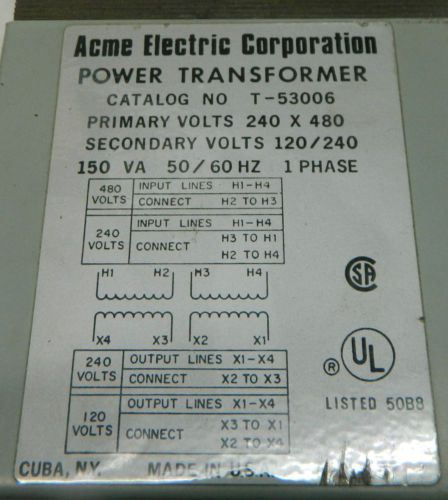 Acme Electric Corporation
POWER TRANSFORMER
CATALOG NO T-53006
PRIMARY VOLTS 240 X 480
SECONDARY VOLTS 120/240
150 VA 50/60 HZ 1 PHASE
480 VOLTS INPUT LINES H1-H4
CONNECT H2 TO H3
240 VOLTS INPUT LINES H1-H4
CONNECT H3 TO H1
H2 TO H4
H1 H2 H3 H4
X4 X3 X2 X1
SA
240 VOLTS OUTPUT LINES X1-X4
CONNECT X2 TO X3
120 VOLTS OUTPUT LINES X1-X4
CONNECT X3 TO X1
X2 TO X4
® UL
LISTED 50B8
CUBA, NY. MADE IN U.S.A.